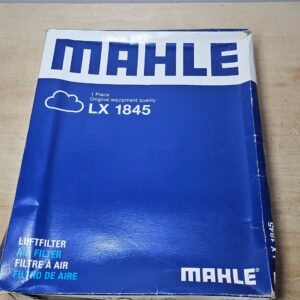 MAHLE
1 Piece
Original equipment quality
LX 1845
LUFTFILTER
AIR FILTER
FILTRE À AIR
FILTRO DE AIRE
MAHLE
LX 1845